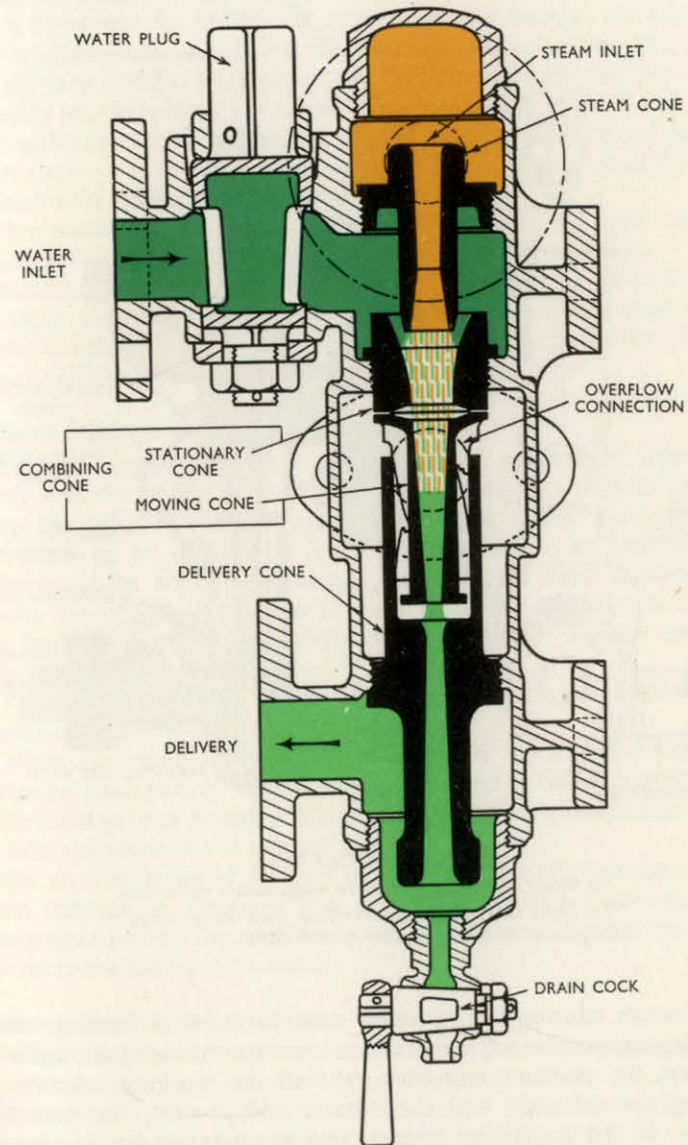 WATER PLUG
STEAM INLET
STEAM CONE
WATER
INLET
OVERFLOW
CONNECTION
STATIONARY
CONE
COMBINING
CONE
MOVING CONE
DELIVERY CONE
DELIVERY
DRAIN COCK